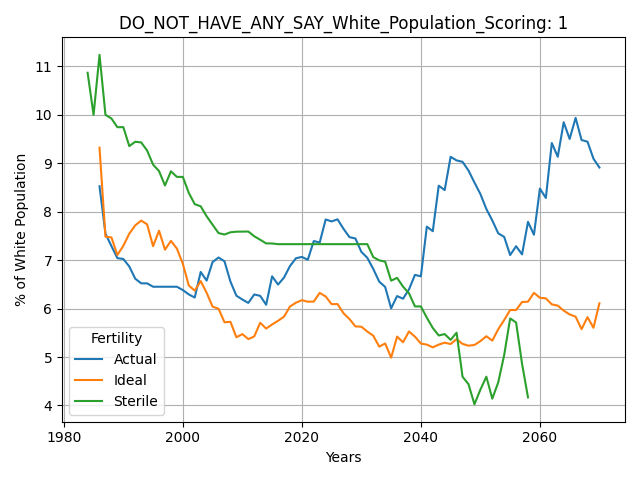 DO_NOT_HAVE_ANY_SAY_White_Population_Scoring: 1
11
10
9
8
7
6
5
4
% of White Population
Fertility
Actual
Ideal
Sterile
1980 2000 2020 2040 2060
Years